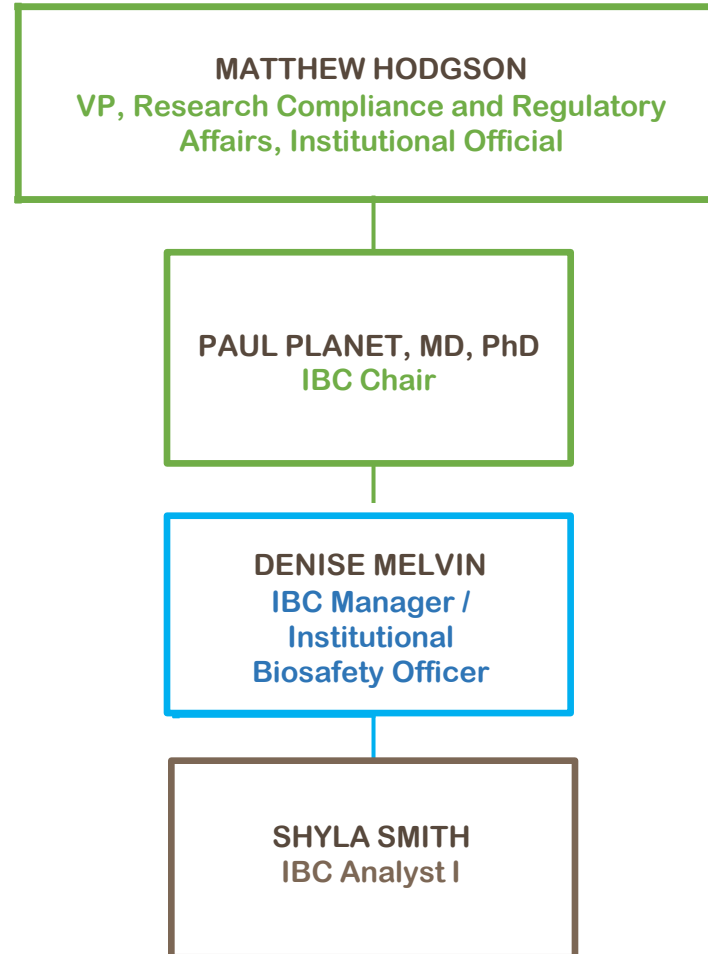 MATTHEW HODGSON
VP, Research Compliance and Regulatory
Affairs, Institutional Official
PAUL PLANET, MD, PhD
IBC Chair
DENISE MELVIN
IBC Manager /
Institutional
Biosafety Officer
SHYLA SMITH
IBC Analyst I